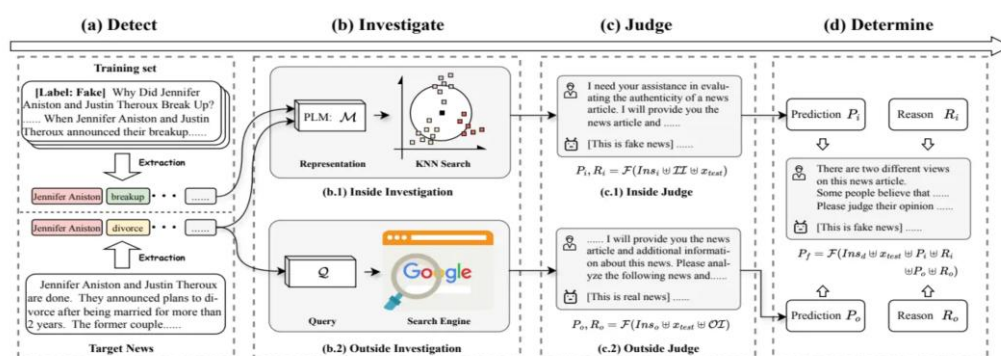 (a) Detect
(b) Investigate
(c) Judge
(d) Determine
Training set
[Label: Fake] Why Did Jennifer
Aniston and Justin Theroux Break Up?
...... When Jennifer Aniston and Justin
Theroux announced their breakup......
Extraction
Jennifer Aniston breakup • • • ......
Jennifer Aniston divorce • • • ......
Extraction
Jennifer Aniston and Justin Theroux
are done. They announced plans to di-
vorce after being married for more than
2 years. The former couple......
Target News
PLM: M
Representation
KNN Search
(b.1) Inside Investigation
Q
Google
Query
Search Engine
(b.2) Outside Investigation
I need your assistance in evalu-
ating the authenticity of a news
article. I will provide you the
news article and ......
[This is fake news] ......
P_i, R_i = F(Ins_i ⊎ II ⊎ x_test)
(c.1) Inside Judge
...... I will provide you the news
article and additional informati-
on about this news. Please ana-
lyze the following news and......
[This is real news] ......
P_o, R_o = F(Ins_o ⊎ x_test ⊎ OI)
(c.2) Outside Judge
Prediction P_i
Reason R_i
There are two different views
on this news article.
Some people believe that ......
Please judge their opinion ......
[This is fake news] ......
P_f = F(Ins_d ⊎ x_test ⊎ P_i ⊎ R_i
⊎P_o ⊎ R_o)
Prediction P_o
Reason R_o